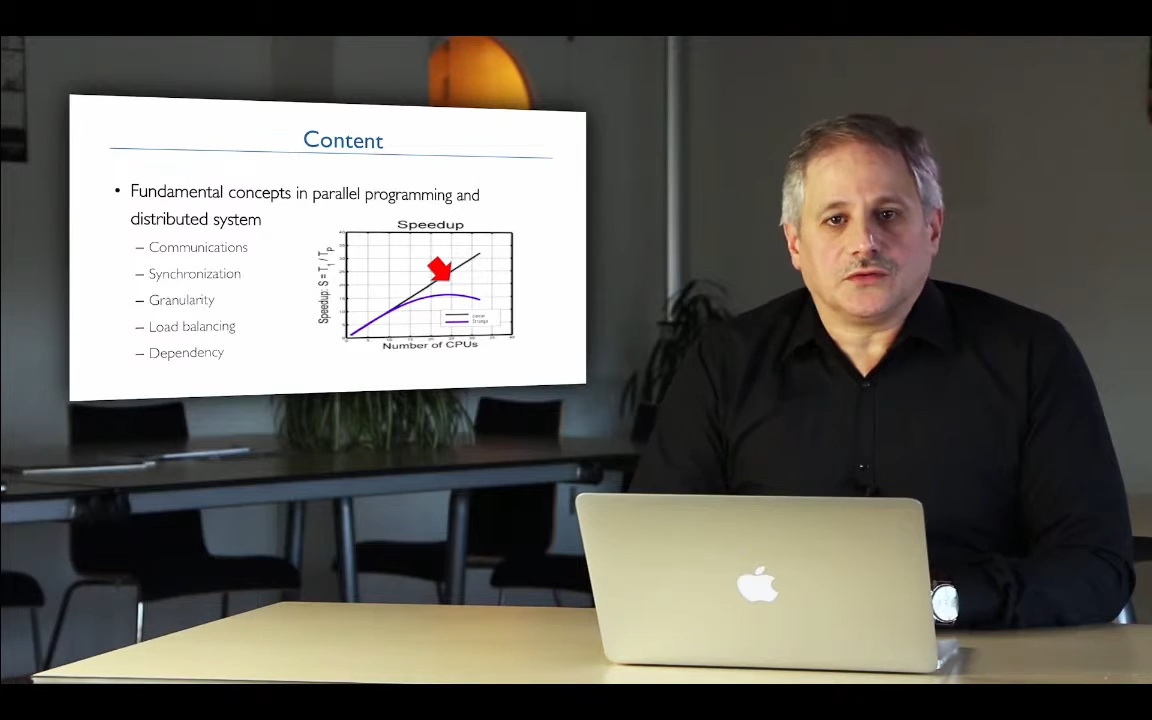 Content
• Fundamental concepts in parallel programming and
distributed system
– Communications
– Synchronization
– Granularity
– Load balancing
– Dependency
Speedup
Speedup: S = T1 / Tp
Number of CPUs